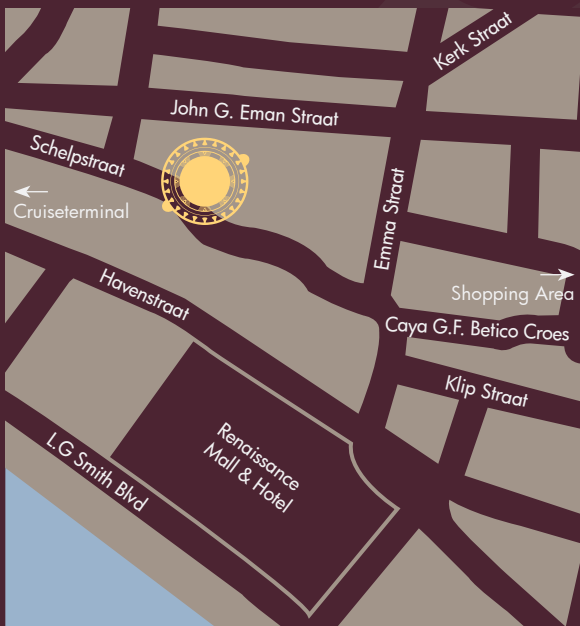 Kerk Straat
John G. Eman Straat
Schelpstraat
Cruiseterminal
Emma Straat
Shopping Area
Havenstraat
Caya G.F. Betico Croes
Klip Straat
Renaissance
Mall & Hotel
L.G Smith Blvd